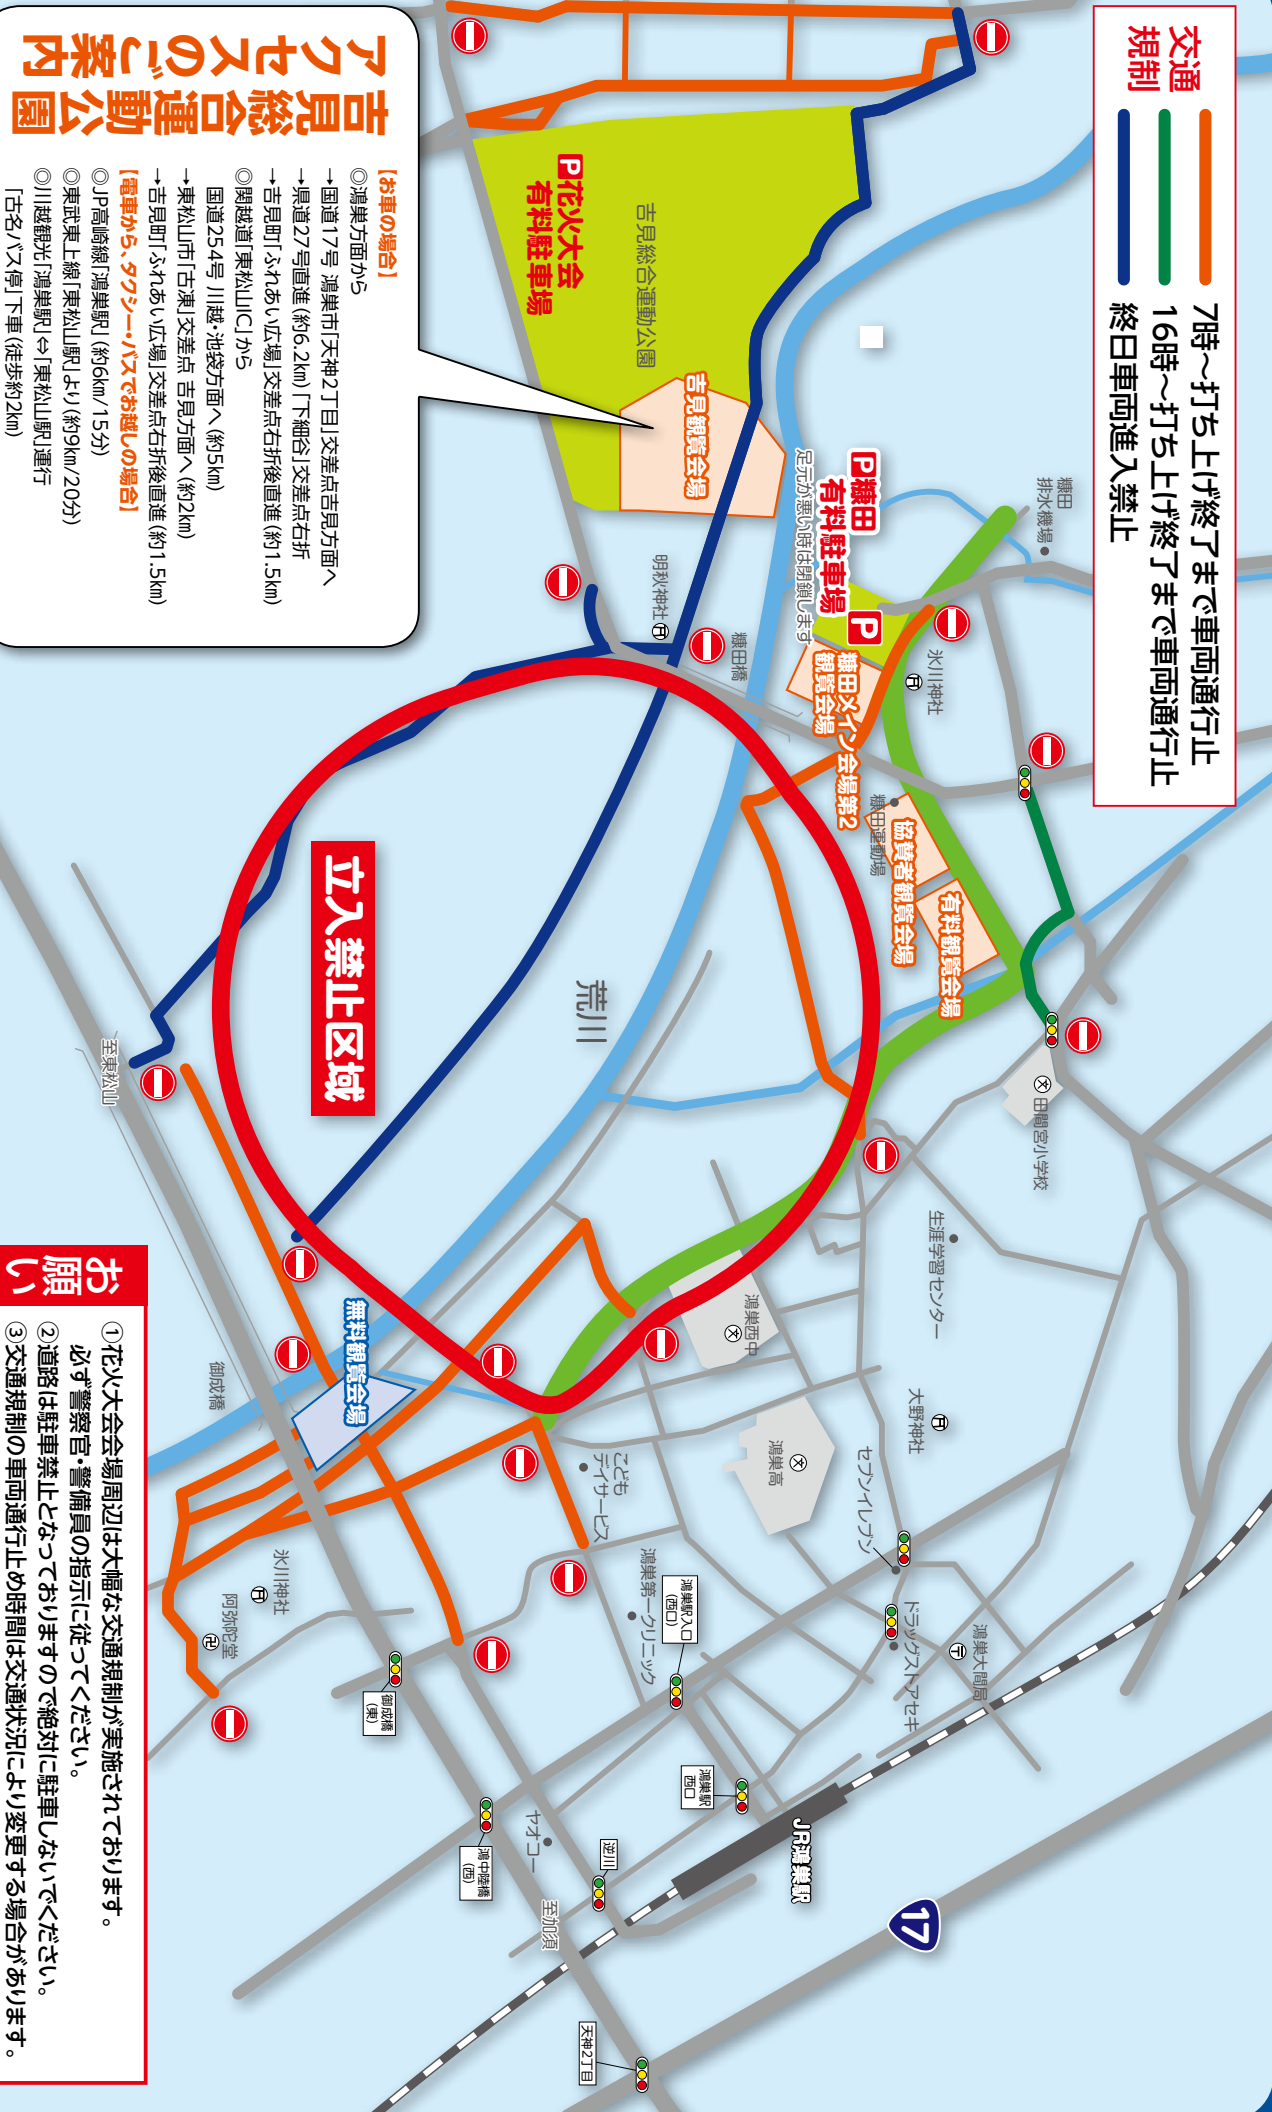 交通
規制
7時～打ち上げ終了まで車両通行止
16時～打ち上げ終了まで車両通行止
終日車両進入禁止
吉見総合運動公園
アクセスのご案内
【お車の場合】
◎鴻巣方面から
→国道17号 鴻巣市「天神2丁目」交差点吉見方面へ
→県道27号直進（約6.2km）「下細谷」交差点右折
→吉見町「ふれあい広場」交差点右折後直進（約1.5km）
◎関越道「東松山IC」から
国道254号 川越・池袋方面へ（約5km）
→東松山市「古凍」交差点 吉見方面へ（約2km）
→吉見町「ふれあい広場」交差点右折後直進（約1.5km）
【電車から、タクシー・バスでお越しの場合】
◎JP高崎線「鴻巣駅」（約6km/15分）
◎東武東上線「東松山駅」より（約9km/20分）
◎川越観光「鴻巣駅⇔「東松山駅」運行
「古名バス停」下車（徒歩約2km）
P花火大会
有料駐車場
吉見総合運動公園
吉見観覧会場
P糠田
有料駐車場
足元が悪い時は閉鎖します
P
糠田
排水機場
氷川神社
明秋神社
糠田橋
糠田メイン会場第2
観覧会場
糠田運動場
協賛者観覧会場
有料観覧会場
立入禁止区域
荒川
至東松山
文
田間宮小学校
生涯学習センター
鴻巣西中
文
大野神社
鴻巣高
文
セブンイレブン
こども
デイサービス
無料観覧会場
御成橋
氷川神社
阿弥陀堂
卍
鴻巣第一クリニック
鴻巣駅入口
（西口）
ドラッグストアセキ
鴻巣大間局
〒
御成橋
（東）
鴻巣駅
西口
JR鴻巣駅
17
ヤオコー
逆川
鴻中陸橋
（西）
至加須
天神2丁目
お願い
①花火大会会場周辺は大幅な交通規制が実施されております。
必ず警察官・警備員の指示に従ってください。
②道路は駐車禁止となっておりますので絶対に駐車しないでください。
③交通規制の車両通行止め時間は交通状況により変更する場合があります。